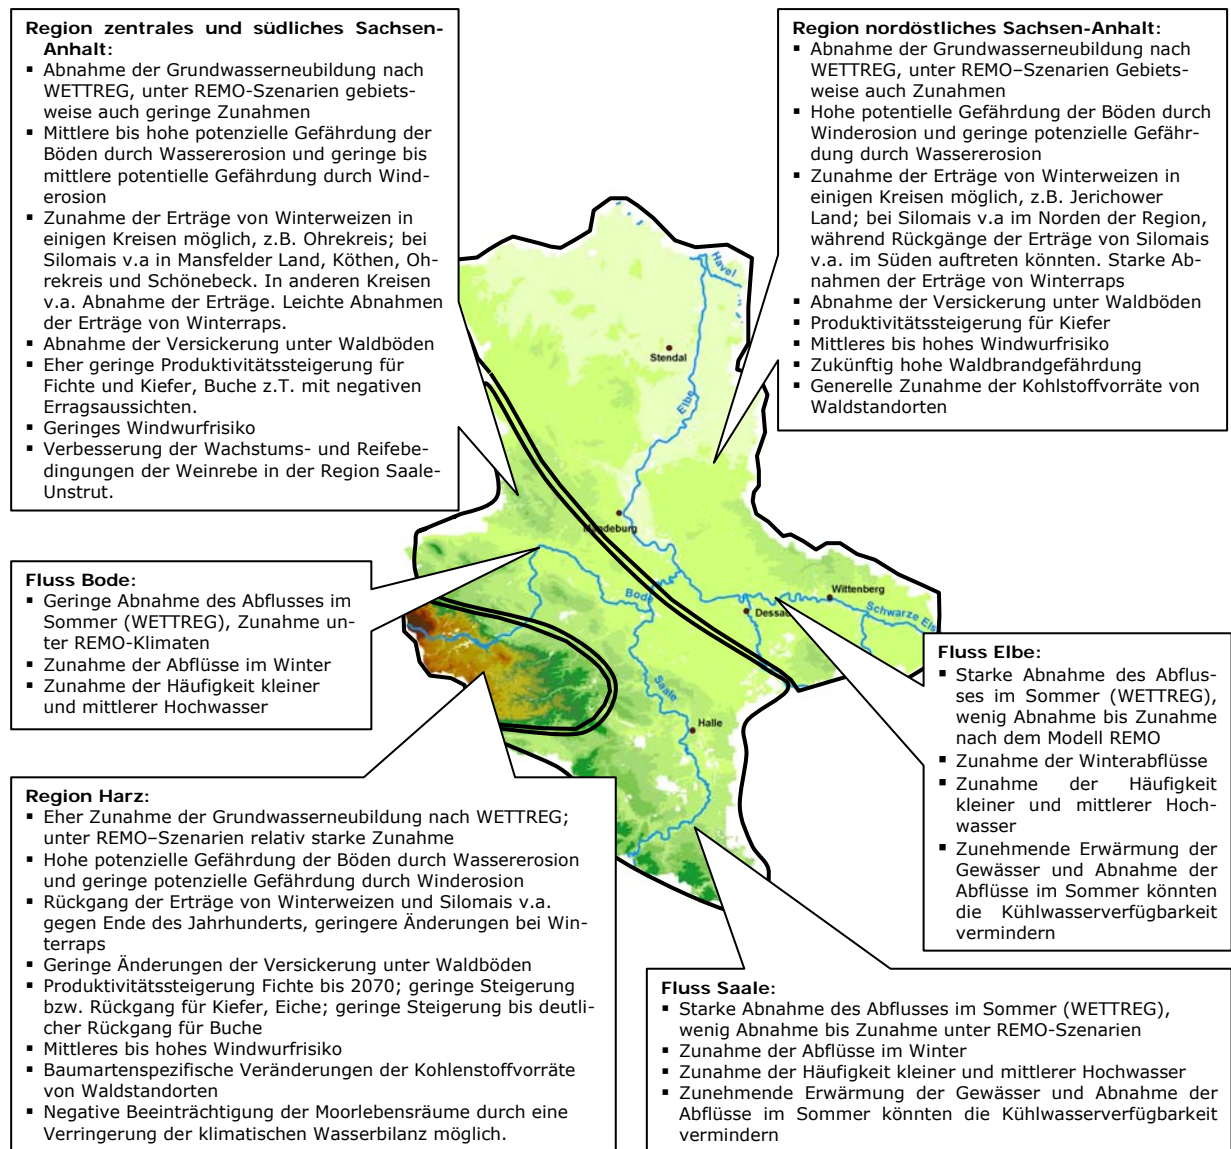 Region zentrales und südliches Sachsen-
Anhalt:
▪ Abnahme der Grundwasserneubildung nach
WETTREG, unter REMO-Szenarien gebiets-
weise auch geringe Zunahmen
▪ Mittlere bis hohe potenzielle Gefährdung der
Böden durch Wassererosion und geringe bis
mittlere potentielle Gefährdung durch Wind-
erosion
▪ Zunahme der Erträge von Winterweizen in
einigen Kreisen möglich, z.B. Ohrekreis; bei
Silomais v.a in Mansfelder Land, Köthen, Oh-
rekreis und Schönebeck. In anderen Kreisen
v.a. Abnahme der Erträge. Leichte Abnahmen
der Erträge von Winterraps.
▪ Abnahme der Versickerung unter Waldböden
▪ Eher geringe Produktivitätssteigerung für
Fichte und Kiefer, Buche z.T. mit negativen
Erragsaussichten.
▪ Geringes Windwurfrisiko
▪ Verbesserung der Wachstums- und Reifebe-
dingungen der Weinrebe in der Region Saale-
Unstrut.
Region nordöstliches Sachsen-Anhalt:
▪ Abnahme der Grundwasserneubildung nach
WETTREG, unter REMO–Szenarien Gebiets-
weise auch Zunahmen
▪ Hohe potentielle Gefährdung der Böden durch
Winderosion und geringe potenzielle Gefähr-
dung durch Wassererosion
▪ Zunahme der Erträge von Winterweizen in
einigen Kreisen möglich, z.B. Jerichower
Land; bei Silomais v.a im Norden der Region,
während Rückgänge der Erträge von Silomais
v.a. im Süden auftreten könnten. Starke Ab-
nahmen der Erträge von Winterraps
▪ Abnahme der Versickerung unter Waldböden
▪ Produktivitätssteigerung für Kiefer
▪ Mittleres bis hohes Windwurfrisiko
▪ Zukünftig hohe Waldbrandgefährdung
▪ Generelle Zunahme der Kohlstoffvorräte von
Waldstandorten
Havel
Stendal
Elbe
Magdeburg
Wittenberg
Bode
Dessau
Schwarze Els
Saale
Halle
Fluss Bode:
▪ Geringe Abnahme des Abflusses im
Sommer (WETTREG), Zunahme un-
ter REMO-Klimaten
▪ Zunahme der Abflüsse im Winter
▪ Zunahme der Häufigkeit kleiner
und mittlerer Hochwasser
Fluss Elbe:
▪ Starke Abnahme des Abflus-
ses im Sommer (WETTREG),
wenig Abnahme bis Zunahme
nach dem Modell REMO
▪ Zunahme der Winterabflüsse
▪ Zunahme der Häufigkeit
kleiner und mittlerer Hoch-
wasser
▪ Zunehmende Erwärmung der
Gewässer und Abnahme der
Abflüsse im Sommer könnten
die Kühlwasserverfügbarkeit
vermindern
Region Harz:
▪ Eher Zunahme der Grundwasserneubildung nach WETTREG;
unter REMO–Szenarien relativ starke Zunahme
▪ Hohe potenzielle Gefährdung der Böden durch Wassererosion
und geringe potenzielle Gefährdung durch Winderosion
▪ Rückgang der Erträge von Winterweizen und Silomais v.a.
gegen Ende des Jahrhunderts, geringere Änderungen bei Win-
terraps
▪ Geringe Änderungen der Versickerung unter Waldböden
▪ Produktivitätssteigerung Fichte bis 2070; geringe Steigerung
bzw. Rückgang für Kiefer, Eiche; geringe Steigerung bis deutli-
cher Rückgang für Buche
▪ Mittleres bis hohes Windwurfrisiko
▪ Baumartenspezifische Veränderungen der Kohlenstoffvorräte
von Waldstandorten
▪ Negative Beeinträchtigung der Moorlebensräume durch eine
Verringerung der klimatischen Wasserbilanz möglich.
Fluss Saale:
▪ Starke Abnahme des Abflusses im Sommer (WETTREG),
wenig Abnahme bis Zunahme unter REMO-Szenarien
▪ Zunahme der Abflüsse im Winter
▪ Zunahme der Häufigkeit kleiner und mittlerer Hochwasser
▪ Zunehmende Erwärmung der Gewässer und Abnahme der
Abflüsse im Sommer könnten die Kühlwasserverfügbarkeit
vermindern